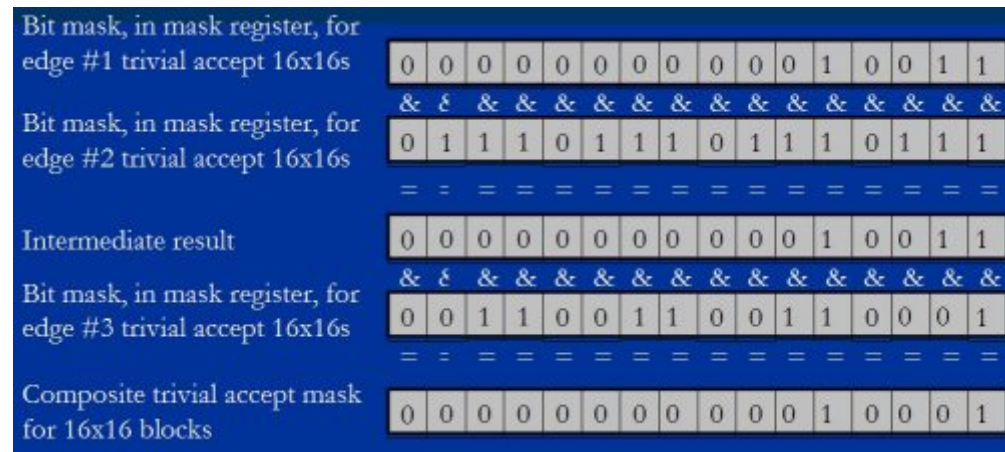 Bit mask, in mask register, for
edge #1 trivial accept 16x16s
0 0 0 0 0 0 0 0 0 0 0 1 0 0 1 1
& & & & & & & & & & & & & & & &
Bit mask, in mask register, for
edge #2 trivial accept 16x16s
0 1 1 1 0 1 1 1 0 1 1 1 0 1 1 1
= = = = = = = = = = = = = = = =
Intermediate result
0 0 0 0 0 0 0 0 0 0 0 1 0 0 1 1
& & & & & & & & & & & & & & & &
Bit mask, in mask register, for
edge #3 trivial accept 16x16s
0 0 1 1 0 0 1 1 0 0 1 1 0 0 0 1
= = = = = = = = = = = = = = = =
Composite trivial accept mask
for 16x16 blocks
0 0 0 0 0 0 0 0 0 0 0 1 0 0 0 1